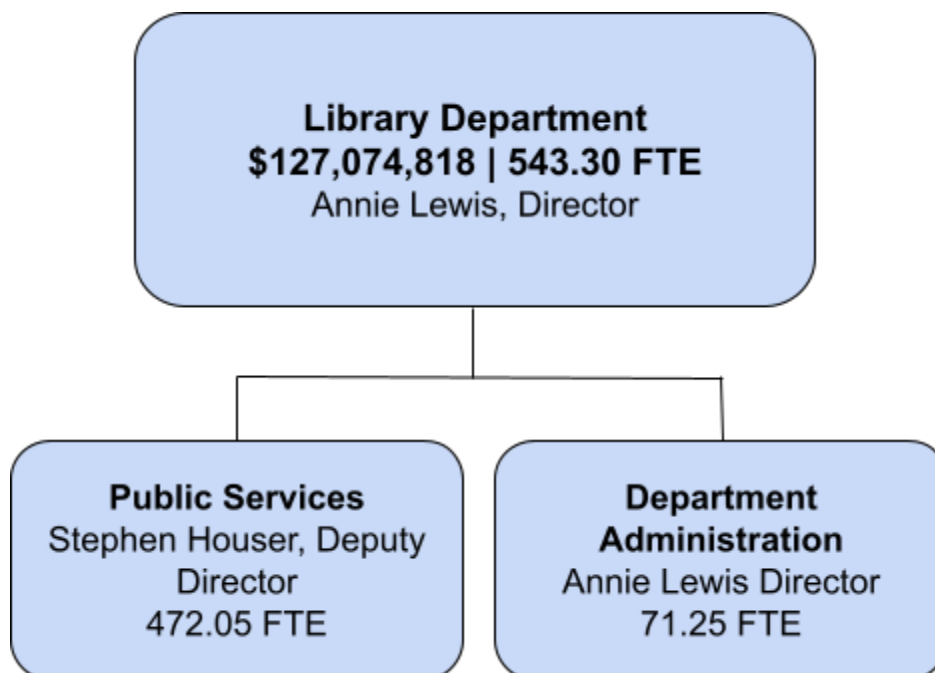 Library Department
$127,074,818 | 543.30 FTE
Annie Lewis, Director
Public Services
Stephen Houser, Deputy
Director
472.05 FTE
Department
Administration
Annie Lewis Director
71.25 FTE